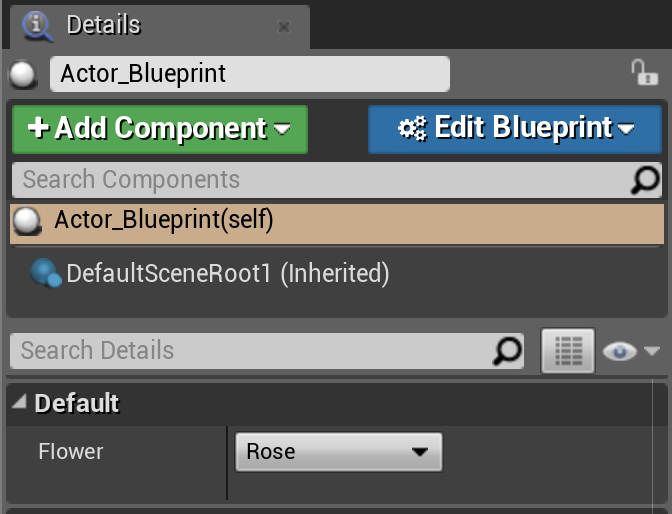 Details
Actor_Blueprint
+ Add Component
Edit Blueprint
Search Components
Actor_Blueprint(self)
DefaultSceneRoot1 (Inherited)
Search Details
Default
Flower Rose